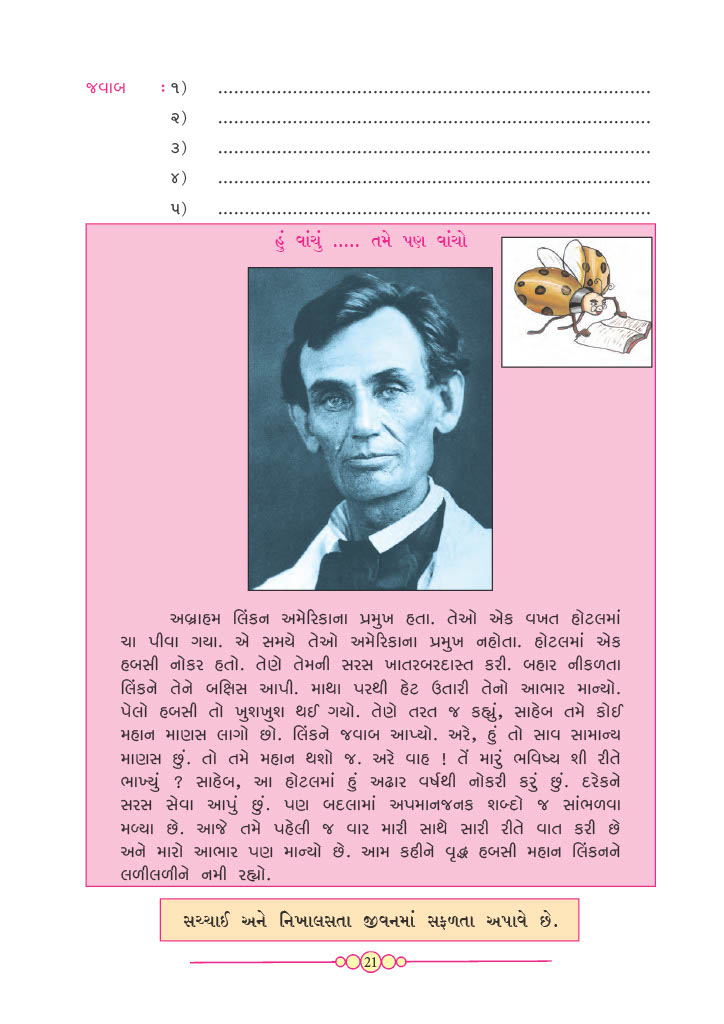 જવાબ : ૧) ................................................................................
૨) ................................................................................
૩) ................................................................................
૪) ................................................................................
૫) ................................................................................
હું વાંચું ..... તમે પણ વાંચો
અબ્રાહમ લિંકન અમેરિકાના પ્રમુખ હતા. તેઓ એક વખત હોટલમાં
ચા પીવા ગયા. એ સમયે તેઓ અમેરિકાના પ્રમુખ નહોતા. હોટલમાં એક
હબસી નોકર હતો. તેણે તેમની સરસ ખાતરબરદાસ્ત કરી. બહાર નીકળતા
લિંકને તેને બક્ષિસ આપી. માથા પરથી હેટ ઉતારી તેનો આભાર માન્યો.
પેલો હબસી તો ખુશખુશ થઈ ગયો. તેણે તરત જ કહ્યું, સાહેબ તમે કોઈ
મહાન માણસ લાગો છો. લિંકને જવાબ આપ્યો. અરે, હું તો સાવ સામાન્ય
માણસ છું. તો તમે મહાન થશો જ. અરે વાહ ! તેં મારું ભવિષ્ય શી રીતે
ભાખ્યું ? સાહેબ, આ હોટલમાં હું અઢાર વર્ષથી નોકરી કરું છું. દરેકને
સરસ સેવા આપું છું. પણ બદલામાં અપમાનજનક શબ્દો જ સાંભળવા
મળ્યા છે. આજે તમે પહેલી જ વાર મારી સાથે સારી રીતે વાત કરી છે
અને મારો આભાર પણ માન્યો છે. આમ કહીને વૃદ્ધ હબસી મહાન લિંકનને
લળીલળીને નમી રહ્યો.
સચ્ચાઈ અને નિખાલસતા જીવનમાં સફળતા અપાવે છે.
21